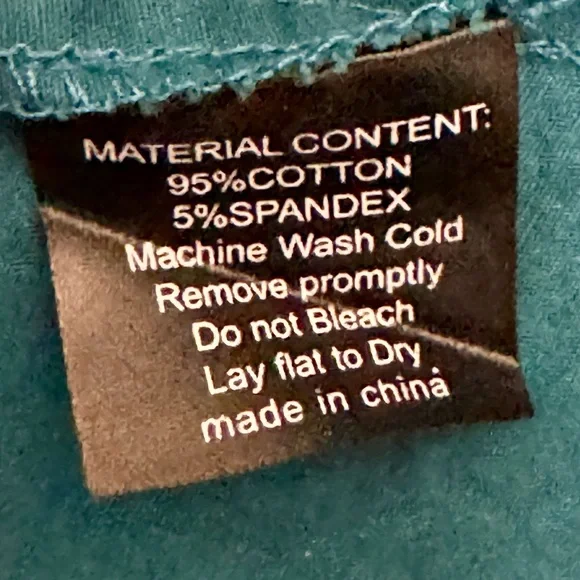 MATERIAL CONTENT:
95%COTTON
5%SPANDEX
Machine Wash Cold
Remove promptly
Do not Bleach
Lay flat to Dry
made in china